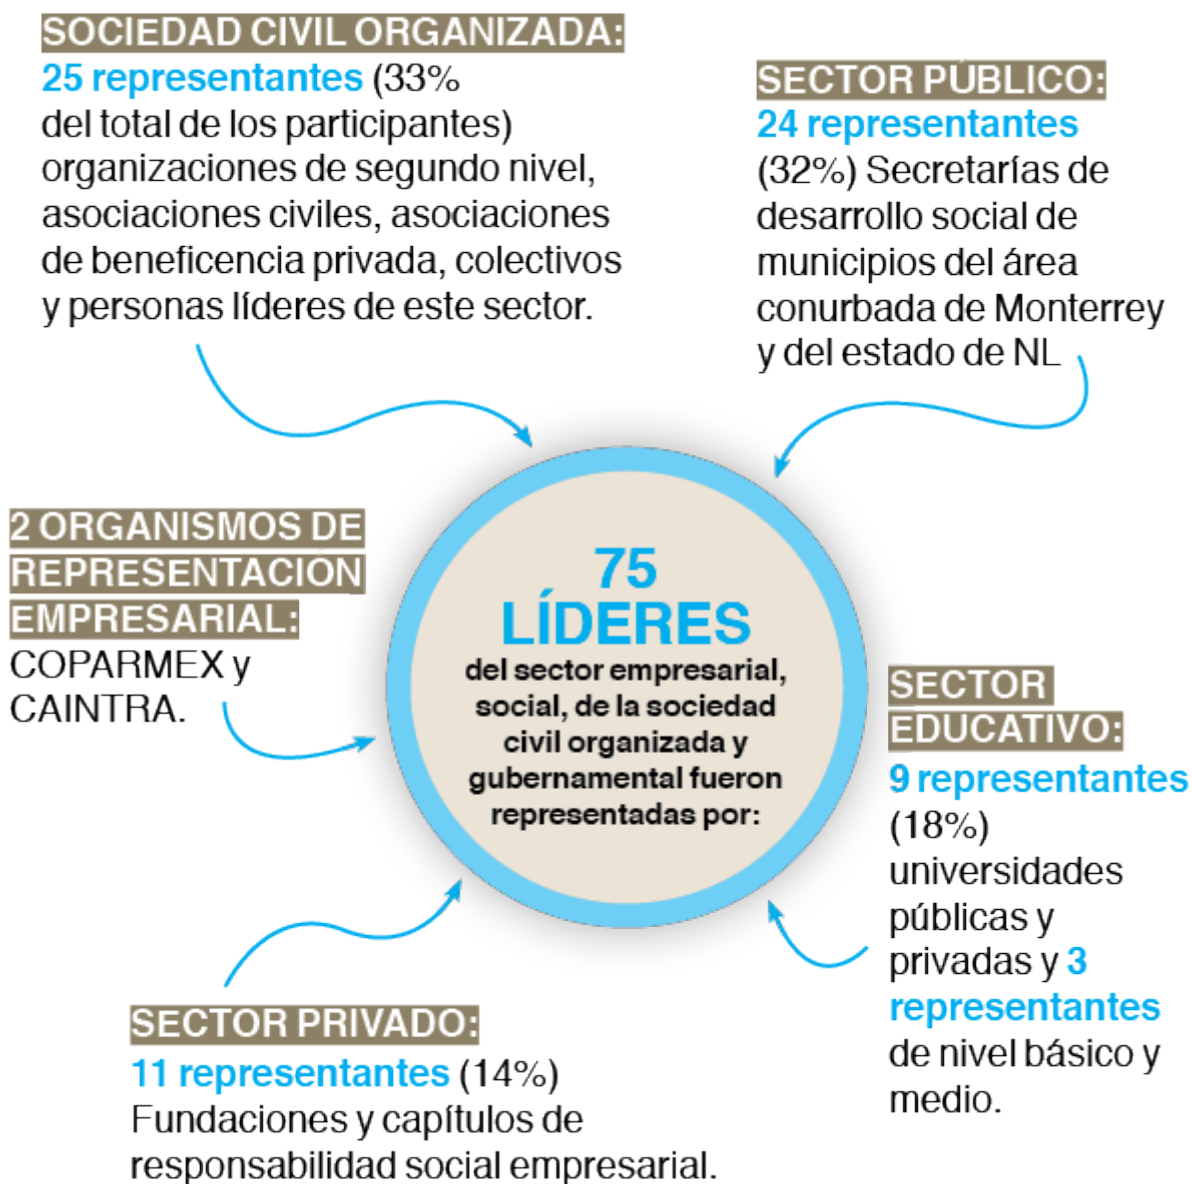 SOCIEDAD CIVIL ORGANIZADA:
25 representantes (33%
del total de los participantes)
organizaciones de segundo nivel,
asociaciones civiles, asociaciones
de beneficencia privada, colectivos
y personas líderes de este sector.
SECTOR PÚBLICO:
24 representantes
(32%) Secretarías de
desarrollo social de
municipios del área
conurbada de Monterrey
y del estado de NL
2 ORGANISMOS DE
REPRESENTACIÓN
EMPRESARIAL:
COPARMEX y
CAINTRA.
75
LÍDERES
del sector empresarial,
social, de la sociedad
civil organizada y
gubernamental fueron
representadas por:
SECTOR
EDUCATIVO:
9 representantes
(18%)
universidades
públicas y
privadas y 3
representantes
de nivel básico y
medio.
SECTOR PRIVADO:
11 representantes (14%)
Fundaciones y capítulos de
responsabilidad social empresarial.